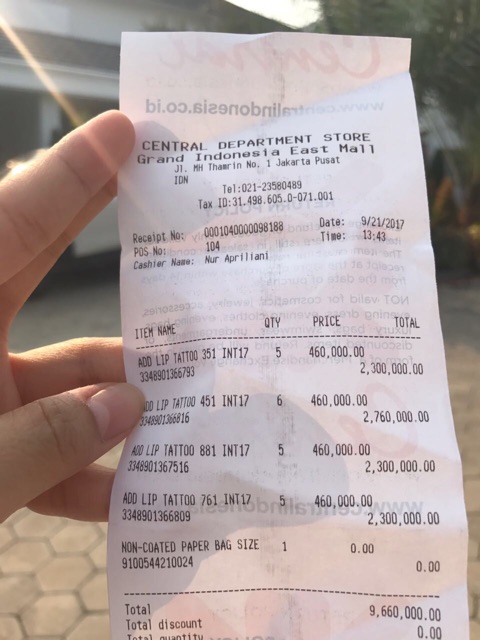 CENTRAL DEPARTMENT STORE
Grand Indonesia East Mall
Jl. MH Thamrin No. 1 Jakarta Pusat
IDN
Tel:021-23580489
Tax ID:31.498.605.0-071.001
Receipt No: 0001040000098188 Date: 9/21/2017
POS No: 104 Time: 13:43
Cashier Name: Nur Apriliani
ITEM NAME QTY PRICE TOTAL
ADD LIP TATTOO 351 INT17 5 460,000.00
3348901366793 2,300,000.00
ADD LIP TATTOO 451 INT17 6 460,000.00
3348901366816 2,760,000.00
ADD LIP TATTOO 881 INT17 5 460,000.00
3348901367516 2,300,000.00
ADD LIP TATTOO 761 INT17 5 460,000.00
3348901366809 2,300,000.00
NON-COATED PAPER BAG SIZE 1 0.00
9100544210024 0.00
Total 9,660,000.00
Total discount 0.00
Total quantity